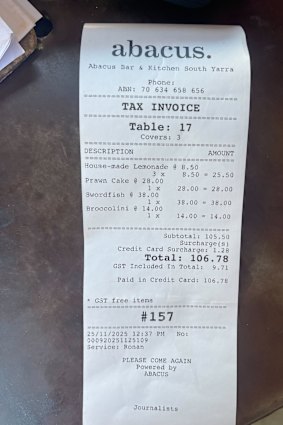 abacus.
Abacus Bar & Kitchen South Yarra
Phone:
ABN: 70 634 658 656
TAX INVOICE
Table: 17
Covers: 3
DESCRIPTION AMOUNT
House-made Lemonade @ 8.50
3 x 8.50 = 25.50
Prawn Cake @ 28.00
1 x 28.00 = 28.00
Swordfish @ 38.00
1 x 38.00 = 38.00
Broccolini @ 14.00
1 x 14.00 = 14.00
Subtotal: 105.50
Surcharge(s)
Credit Card Surcharge: 1.28
Total: 106.78
GST Included In Total: 9.71
Paid in Credit Card: 106.78
* GST free items
#157
25/11/2025 12:37 PM No:
000920251125109
Service: Ronan
PLEASE COME AGAIN
Powered by
ABACUS
Journalists